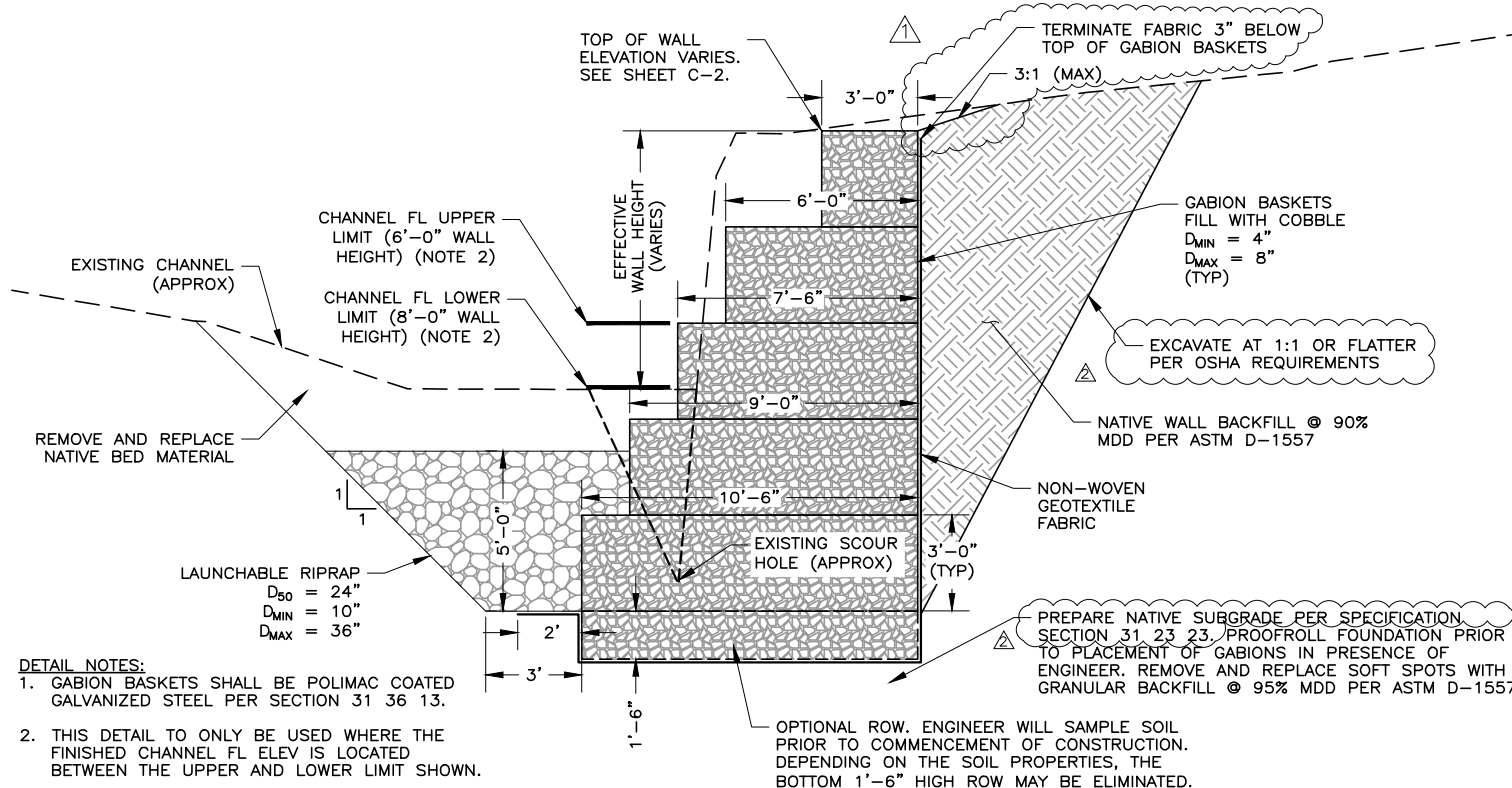 1
TOP OF WALL
ELEVATION VARIES.
SEE SHEET C-2.
TERMINATE FABRIC 3" BELOW
TOP OF GABION BASKETS
3:1 (MAX)
3'-0"
6'-0"
EFFECTIVE
WALL HEIGHT
(VARIES)
CHANNEL FL UPPER
LIMIT (6'-0" WALL
HEIGHT) (NOTE 2)
GABION BASKETS
FILL WITH COBBLE
DMIN = 4"
DMAX = 8"
(TYP)
EXISTING CHANNEL
(APPROX)
CHANNEL FL LOWER
LIMIT (8'-0" WALL
HEIGHT) (NOTE 2)
7'-6"
EXCAVATE AT 1:1 OR FLATTER
PER OSHA REQUIREMENTS
2
9'-0"
REMOVE AND REPLACE
NATIVE BED MATERIAL
NATIVE WALL BACKFILL @ 90%
MDD PER ASTM D-1557
1
1
10'-6"
5'-0"
NON-WOVEN
GEOTEXTILE
FABRIC
EXISTING SCOUR
HOLE (APPROX)
3'-0"
(TYP)
LAUNCHABLE RIPRAP
D50 = 24"
DMIN = 10"
DMAX = 36"
2'
3'
1'-6"
2
PREPARE NATIVE SUBGRADE PER SPECIFICATION
SECTION 31 23 23. PROOFROLL FOUNDATION PRIOR
TO PLACEMENT OF GABIONS IN PRESENCE OF
ENGINEER. REMOVE AND REPLACE SOFT SPOTS WITH
GRANULAR BACKFILL @ 95% MDD PER ASTM D-1557
OPTIONAL ROW. ENGINEER WILL SAMPLE SOIL
PRIOR TO COMMENCEMENT OF CONSTRUCTION.
DEPENDING ON THE SOIL PROPERTIES, THE
BOTTOM 1'-6" HIGH ROW MAY BE ELIMINATED.
DETAIL NOTES:
1. GABION BASKETS SHALL BE POLIMAC COATED
GALVANIZED STEEL PER SECTION 31 36 13.
2. THIS DETAIL TO ONLY BE USED WHERE THE
FINISHED CHANNEL FL ELEV IS LOCATED
BETWEEN THE UPPER AND LOWER LIMIT SHOWN.